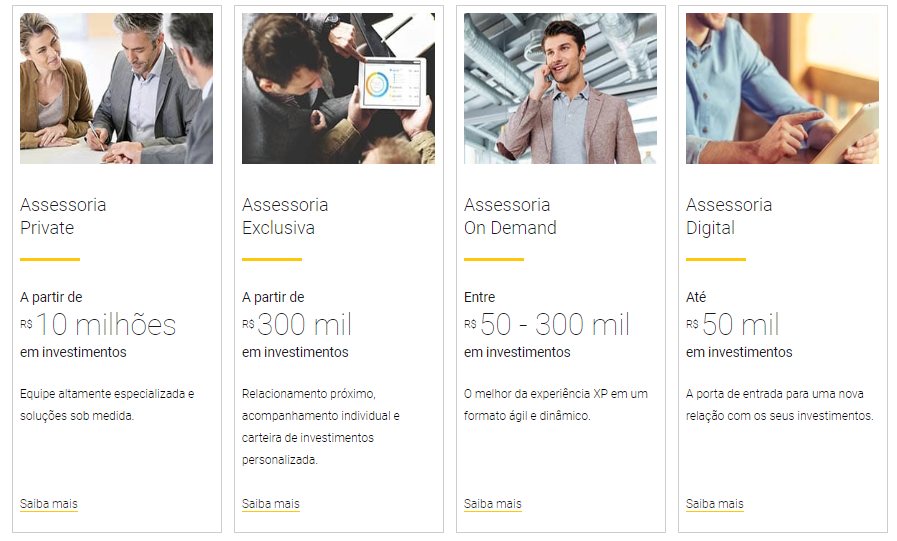 Assessoria
Private
A partir de
R$ 10 milhões
em investimentos
Equipe altamente especializada e
soluções sob medida.
Saiba mais
Assessoria
Exclusiva
A partir de
R$ 300 mil
em investimentos
Relacionamento próximo,
acompanhamento individual e
carteira de investimentos
personalizada.
Saiba mais
Assessoria
On Demand
Entre
R$ 50 - 300 mil
em investimentos
O melhor da experiência XP em um
formato ágil e dinâmico.
Saiba mais
Assessoria
Digital
Até
R$ 50 mil
em investimentos
A porta de entrada para uma nova
relação com os seus investimentos.
Saiba mais